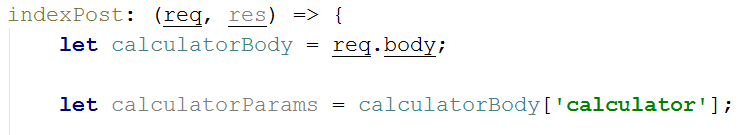 indexPost: (req, res) => {
let calculatorBody = req.body;
let calculatorParams = calculatorBody['calculator'];